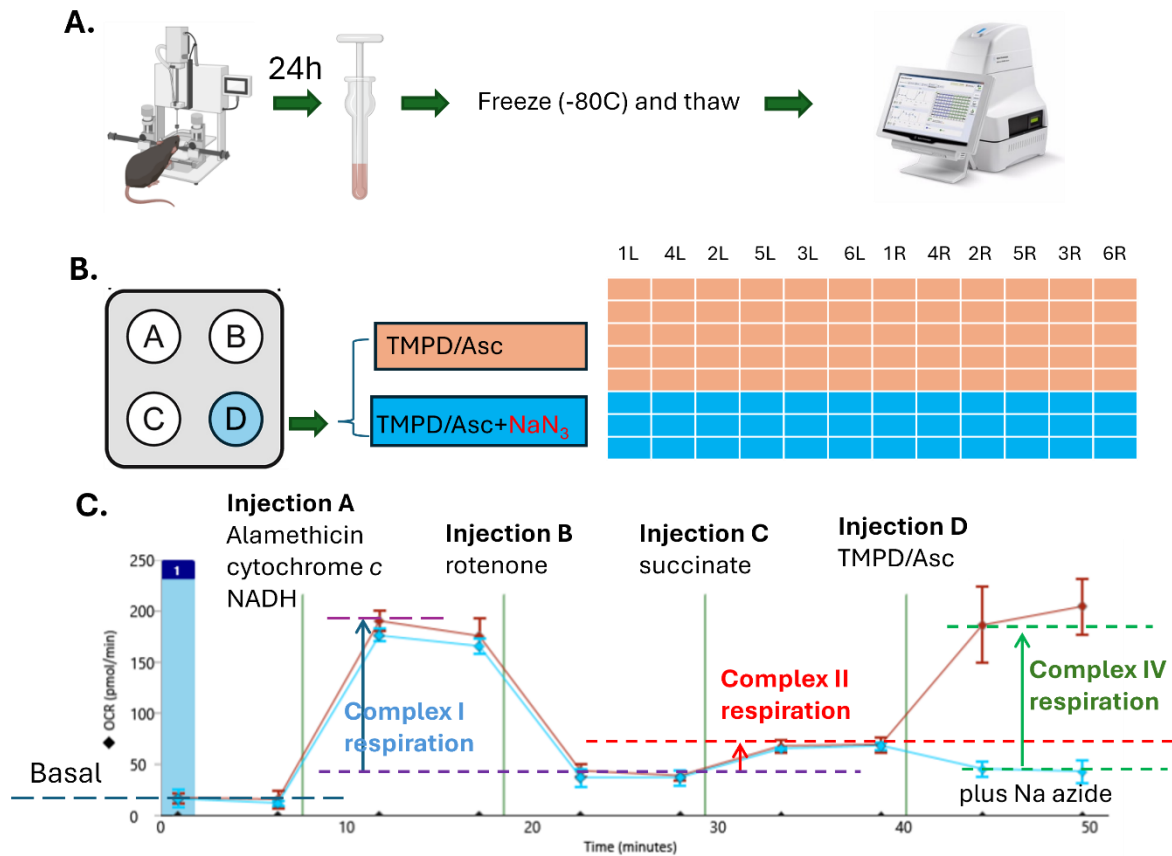 A.
24h
Freeze (-80C) and thaw
B.
1L 4L 2L 5L 3L 6L 1R 4R 2R 5R 3R 6R
A B
C D
TMPD/Asc
TMPD/Asc+NaN₃
C.
Injection A
Alamethicin
cytochrome c
NADH
Injection B
rotenone
Injection C
succinate
Injection D
TMPD/Asc
1
250
200
150
100
50
0
OCR (pmol/min)
Basal
Complex I
respiration
Complex II
respiration
Complex IV
respiration
plus Na azide
0 10 20 30 40 50
Time (minutes)